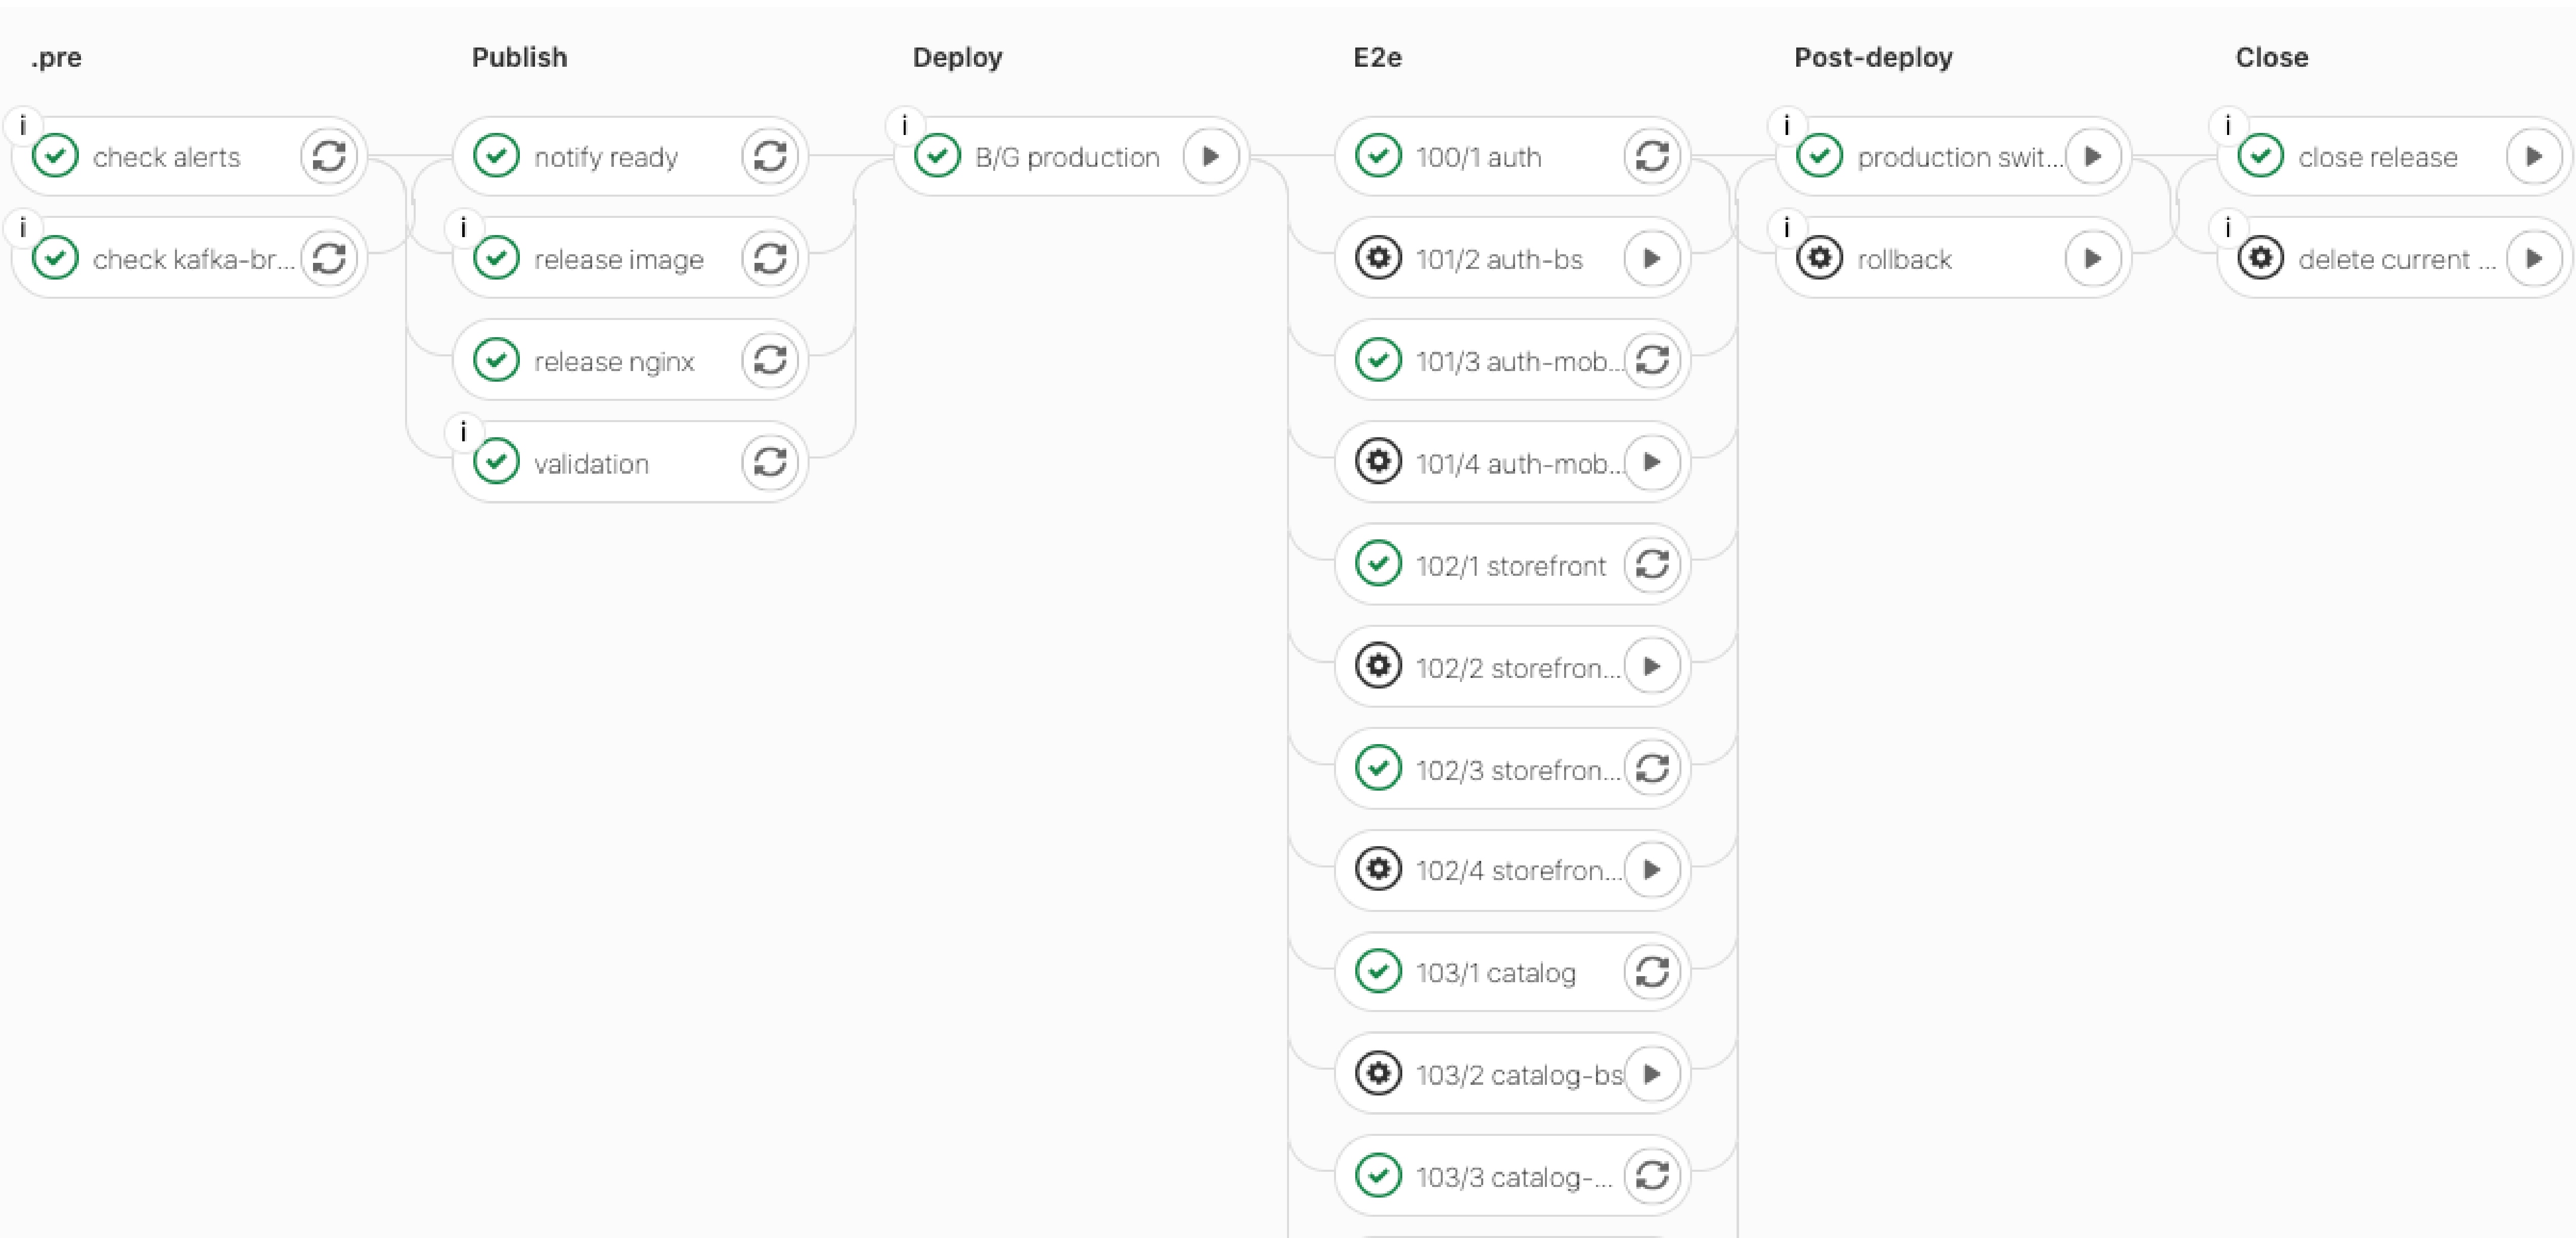 .pre
i
check alerts
i
check kafka-br...
Publish
notify ready
i
release image
release nginx
i
validation
Deploy
i
B/G production
E2e
100/1 auth
101/2 auth-bs
101/3 auth-mob...
101/4 auth-mob...
102/1 storefront
102/2 storefron...
102/3 storefron...
102/4 storefron...
103/1 catalog
103/2 catalog-bs
103/3 catalog-...
Post-deploy
i
production swit...
i
rollback
Close
i
close release
i
delete current ...